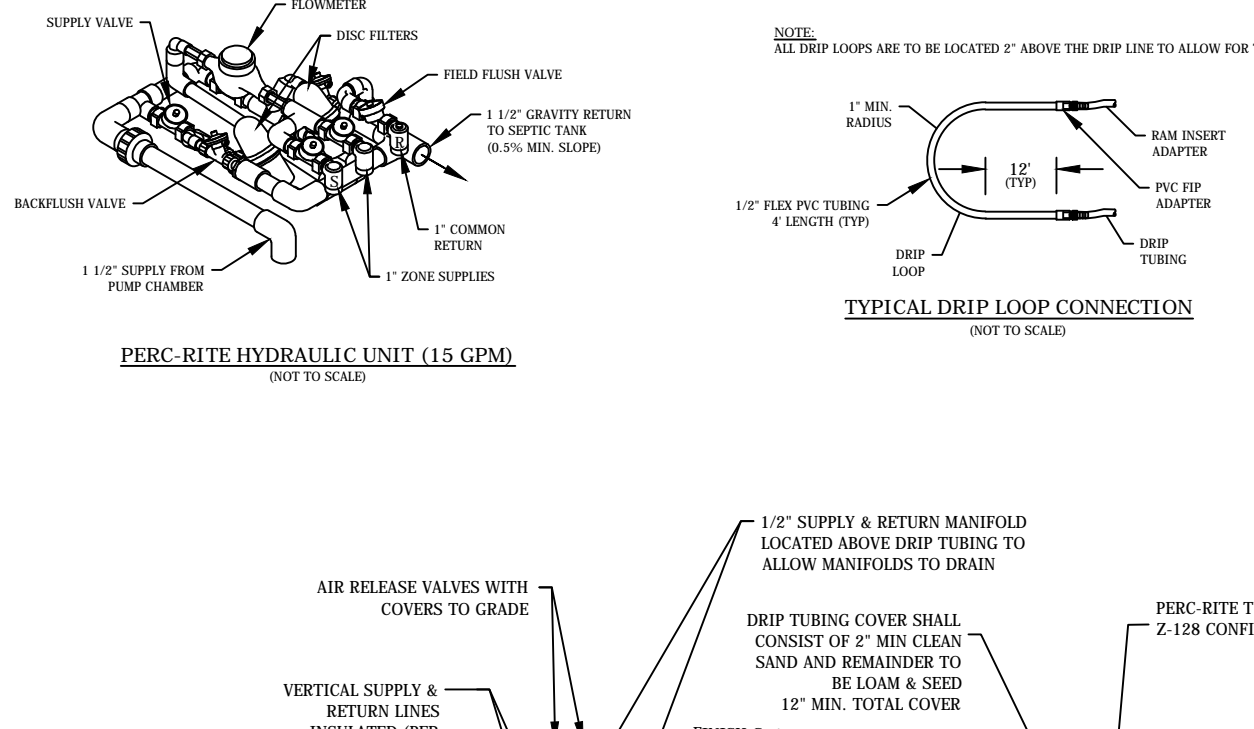 FLOWMETER
SUPPLY VALVE
DISC FILTERS
FIELD FLUSH VALVE
1 1/2" GRAVITY RETURN
TO SEPTIC TANK
(0.5% MIN. SLOPE)
R
S
BACKFLUSH VALVE
1" COMMON
RETURN
1 1/2" SUPPLY FROM
PUMP CHAMBER
1" ZONE SUPPLIES
PERC-RITE HYDRAULIC UNIT (15 GPM)
(NOT TO SCALE)
NOTE:
ALL DRIP LOOPS ARE TO BE LOCATED 2" ABOVE THE DRIP LINE TO ALLOW FOR
1" MIN.
RADIUS
RAM INSERT
ADAPTER
12'
(TYP)
PVC FIP
ADAPTER
1/2" FLEX PVC TUBING
4' LENGTH (TYP)
DRIP
LOOP
DRIP
TUBING
TYPICAL DRIP LOOP CONNECTION
(NOT TO SCALE)
1/2" SUPPLY & RETURN MANIFOLD
LOCATED ABOVE DRIP TUBING TO
ALLOW MANIFOLDS TO DRAIN
AIR RELEASE VALVES WITH
COVERS TO GRADE
DRIP TUBING COVER SHALL
CONSIST OF 2" MIN CLEAN
SAND AND REMAINDER TO
BE LOAM & SEED
12" MIN. TOTAL COVER
PERC-RITE T
Z-128 CONFI
VERTICAL SUPPLY &
RETURN LINES
INSULATED (PER